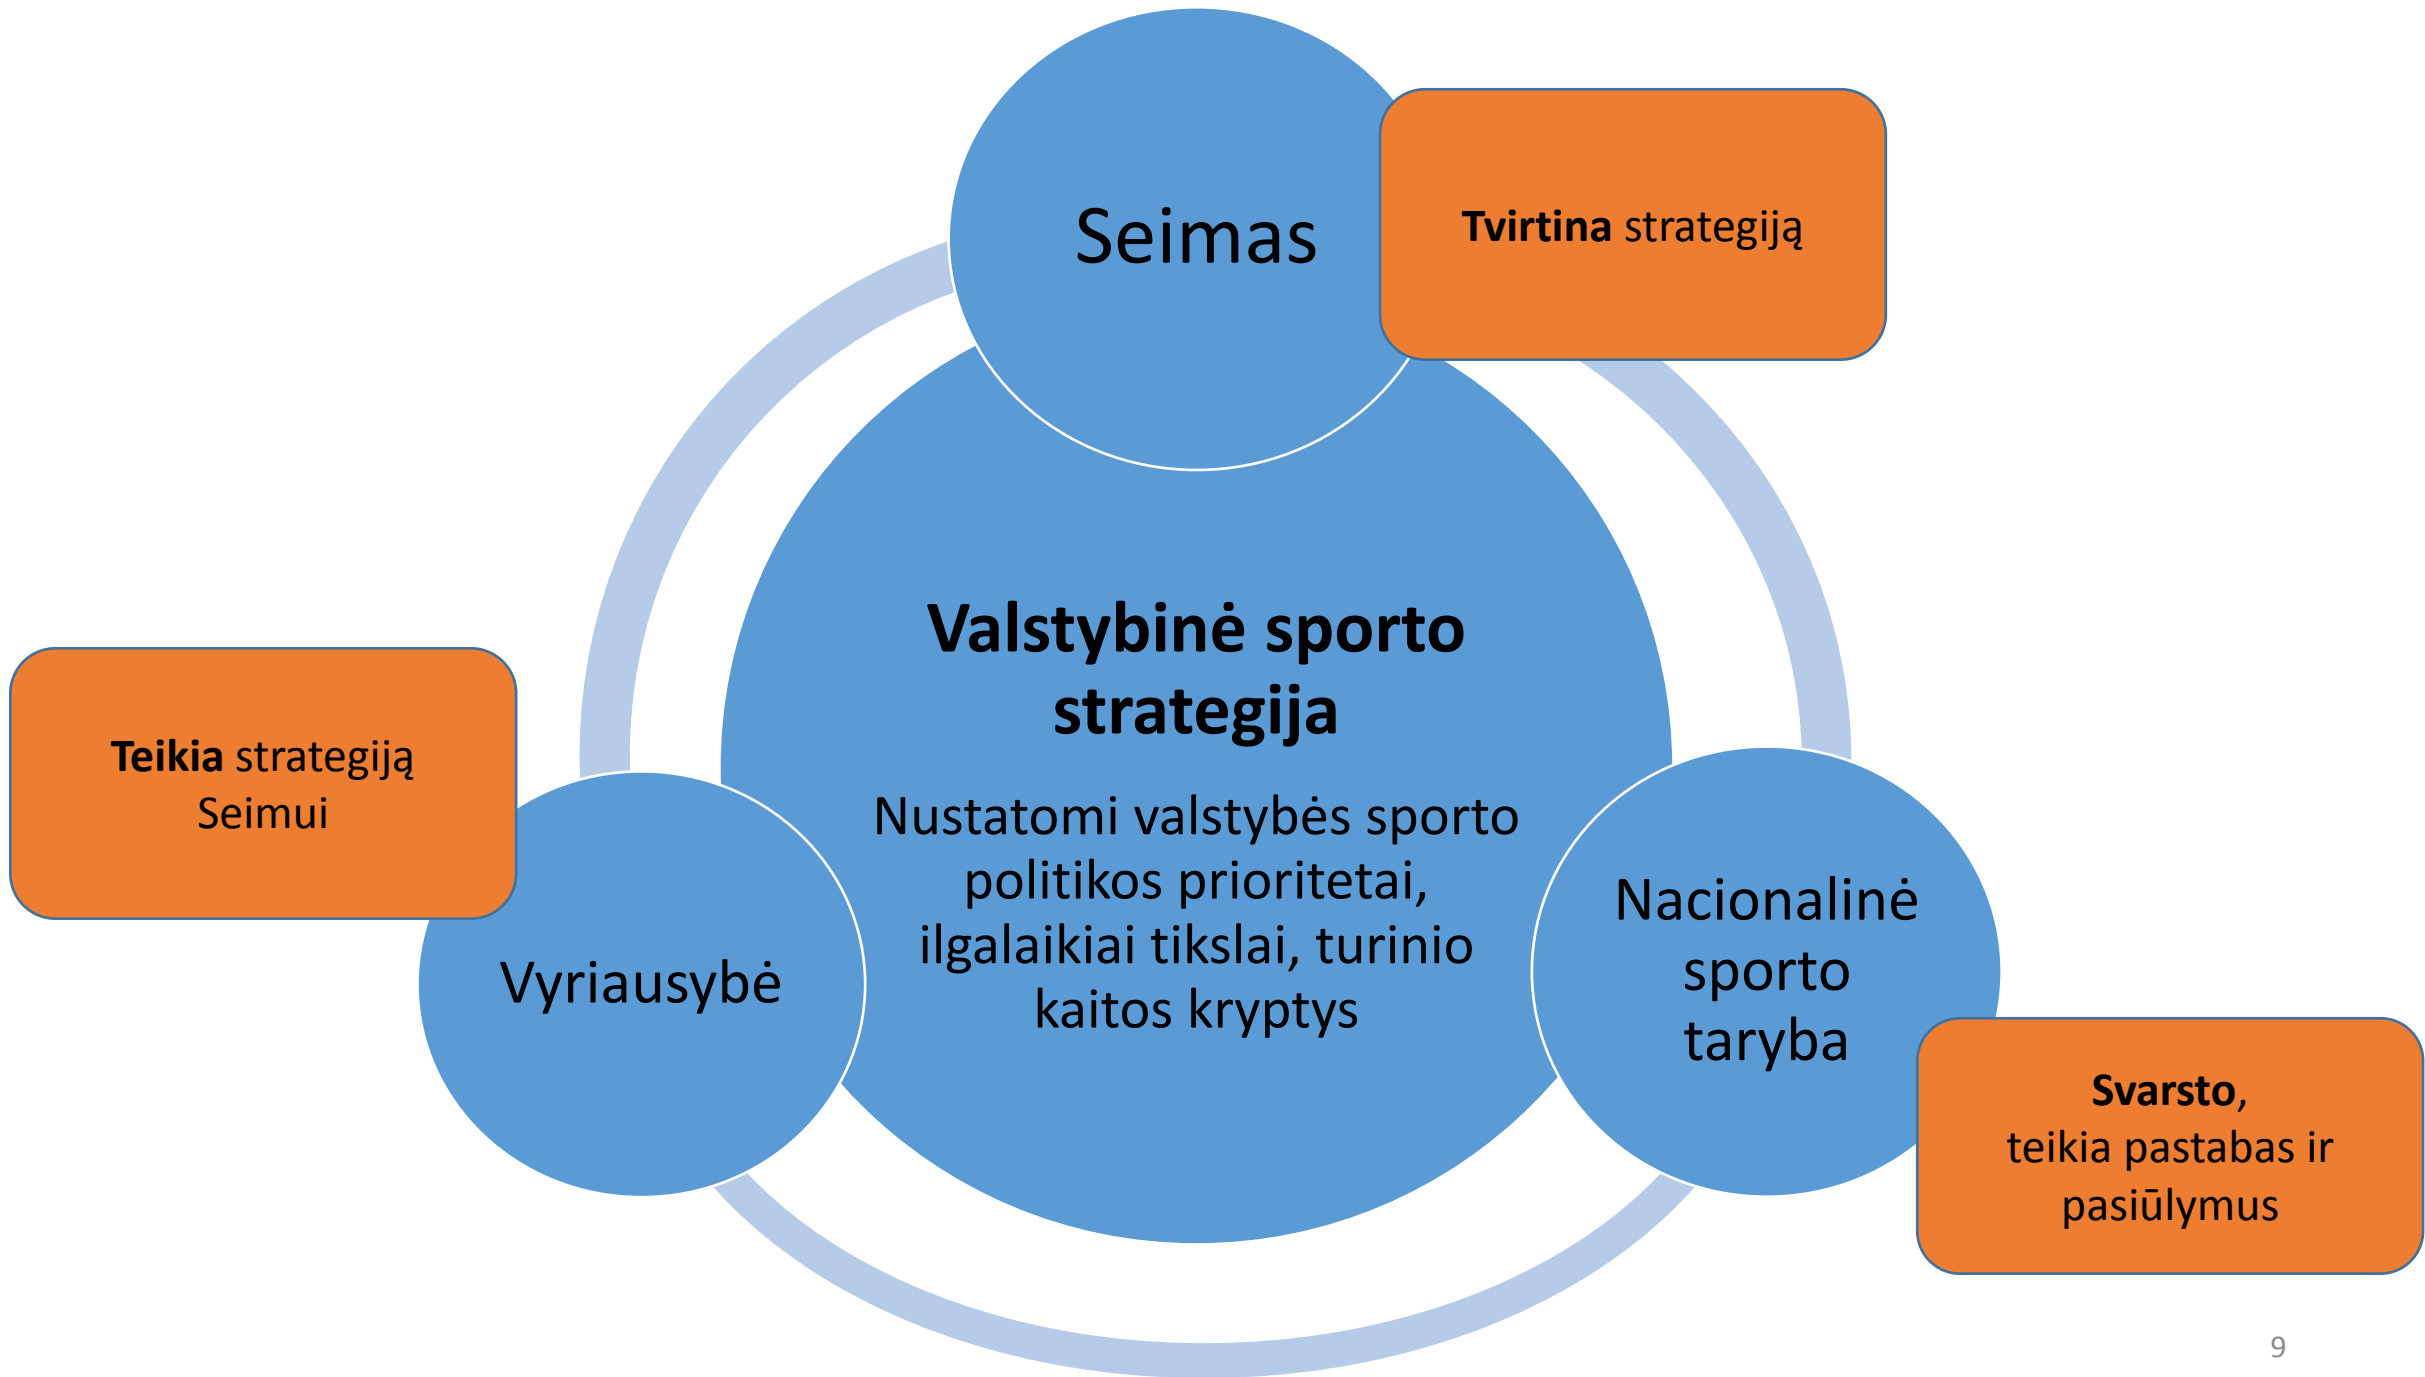 Seimas
Tvirtina strategiją
Valstybinė sporto
strategija
Nustatomi valstybės sporto
politikos prioritetai,
ilgalaikiai tikslai, turinio
kaitos kryptys
Teikia strategiją
Seimui
Vyriausybė
Nacionalinė
sporto
taryba
Svarsto,
teikia pastabas ir
pasiūlymus
9